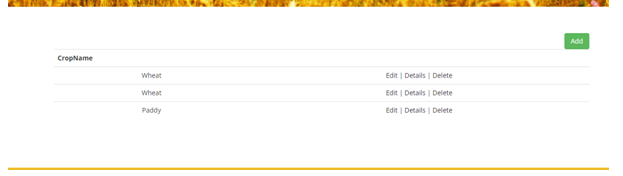 Add
CropName
Wheat Edit | Details | Delete
Wheat Edit | Details | Delete
Paddy Edit | Details | Delete